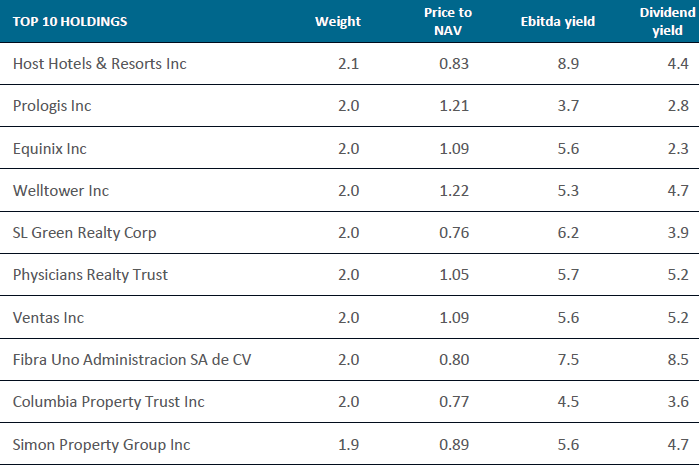 TOP 10 HOLDINGS Weight Price to NAV Ebitda yield Dividend yield
Host Hotels & Resorts Inc 2.1 0.83 8.9 4.4
Prologis Inc 2.0 1.21 3.7 2.8
Equinix Inc 2.0 1.09 5.6 2.3
Welltower Inc 2.0 1.22 5.3 4.7
SL Green Realty Corp 2.0 0.76 6.2 3.9
Physicians Realty Trust 2.0 1.05 5.7 5.2
Ventas Inc 2.0 1.09 5.6 5.2
Fibra Uno Administracion SA de CV 2.0 0.80 7.5 8.5
Columbia Property Trust Inc 2.0 0.77 4.5 3.6
Simon Property Group Inc 1.9 0.89 5.6 4.7